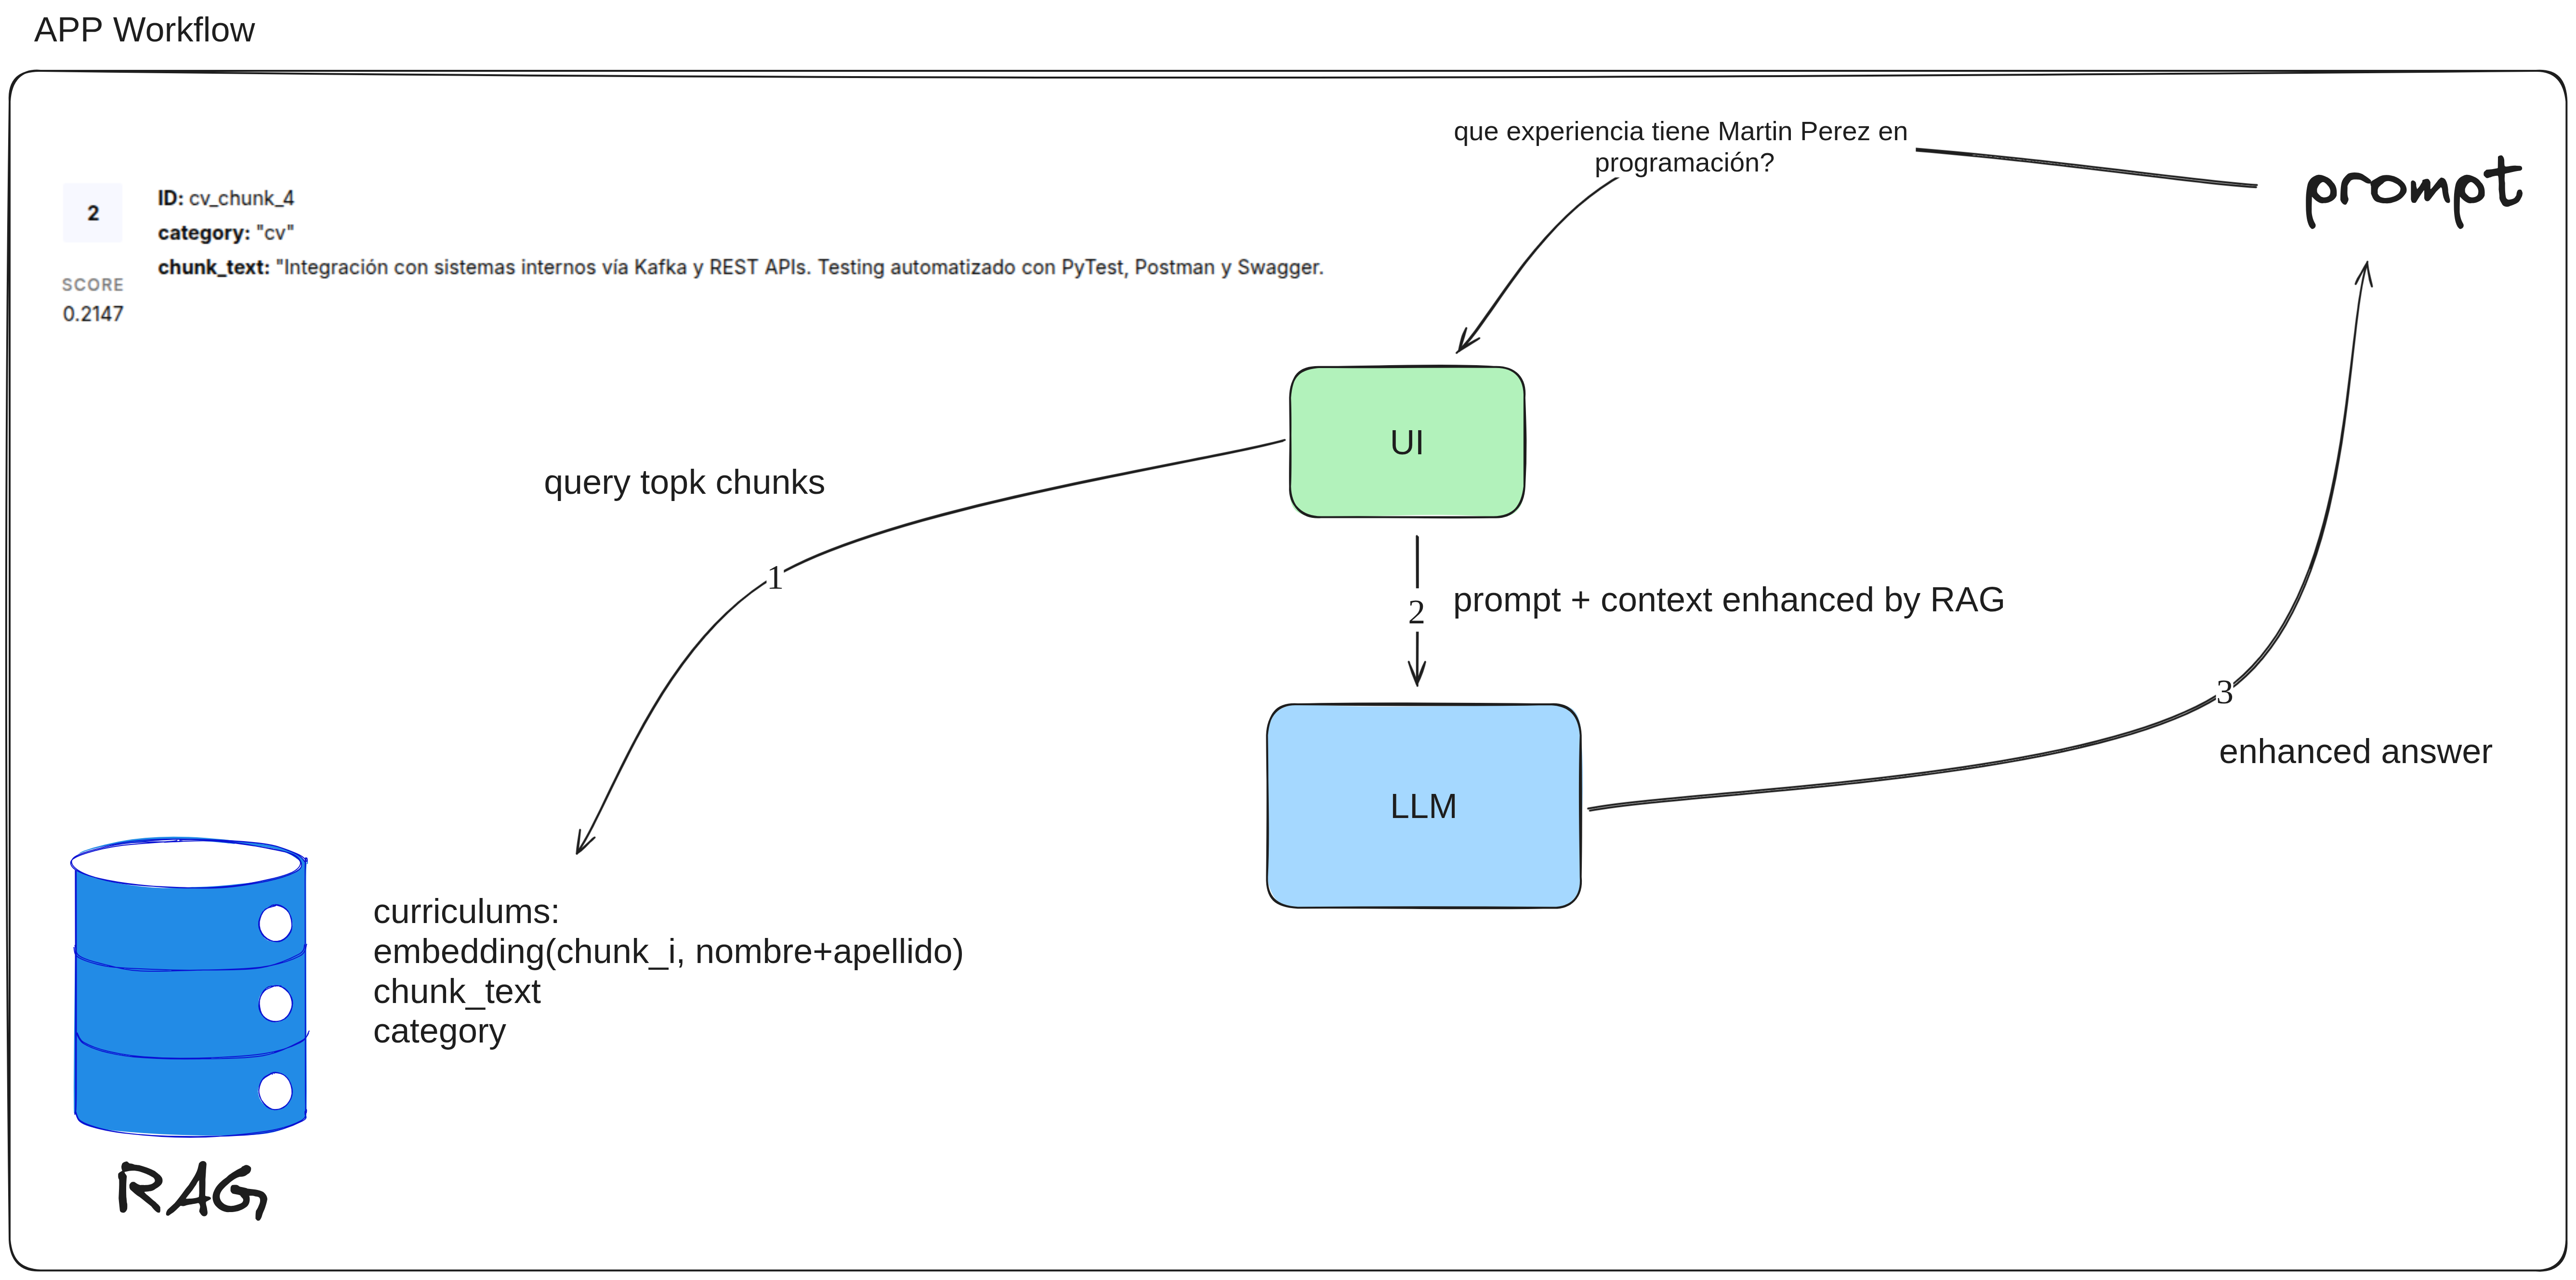 APP Workflow
que experiencia tiene Martin Perez en
programación?
prompt
2
ID: cv_chunk_4
category: "cv"
chunk_text: "Integración con sistemas internos vía Kafka y REST APIs. Testing automatizado con PyTest, Postman y Swagger.
SCORE
0.2147
UI
query topk chunks
1
2
prompt + context enhanced by RAG
3
enhanced answer
LLM
curriculums:
embedding(chunk_i, nombre+apellido)
chunk_text
category
RAG